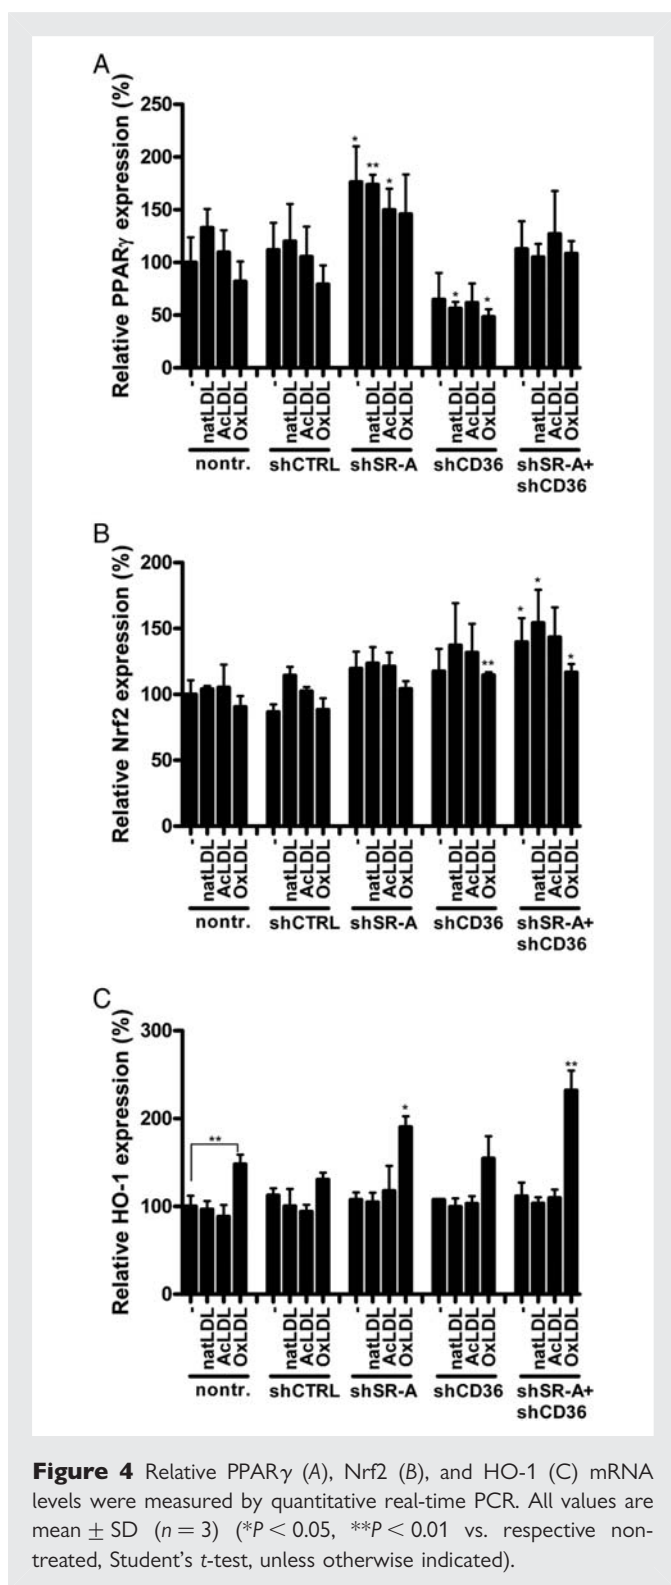 A
Relative PPARγ expression (%)
250
200
150
100
50
0
* ** * * *
- natLDL AcLDL OxLDL - natLDL AcLDL OxLDL - natLDL AcLDL OxLDL - natLDL AcLDL OxLDL - natLDL AcLDL OxLDL
nontr. shCTRL shSR-A shCD36 shSR-A+
shCD36
B
Relative Nrf2 expression (%)
200
150
100
50
0
** * * *
- natLDL AcLDL OxLDL - natLDL AcLDL OxLDL - natLDL AcLDL OxLDL - natLDL AcLDL OxLDL - natLDL AcLDL OxLDL
nontr. shCTRL shSR-A shCD36 shSR-A+
shCD36
C
Relative HO-1 expression (%)
300
200
100
0
** * **
- natLDL AcLDL OxLDL - natLDL AcLDL OxLDL - natLDL AcLDL OxLDL - natLDL AcLDL OxLDL - natLDL AcLDL OxLDL
nontr. shCTRL shSR-A shCD36 shSR-A+
shCD36
Figure 4 Relative PPARγ (A), Nrf2 (B), and HO-1 (C) mRNA
levels were measured by quantitative real-time PCR. All values are
mean ± SD (n = 3) (*P < 0.05, **P < 0.01 vs. respective non-
treated, Student's t-test, unless otherwise indicated).